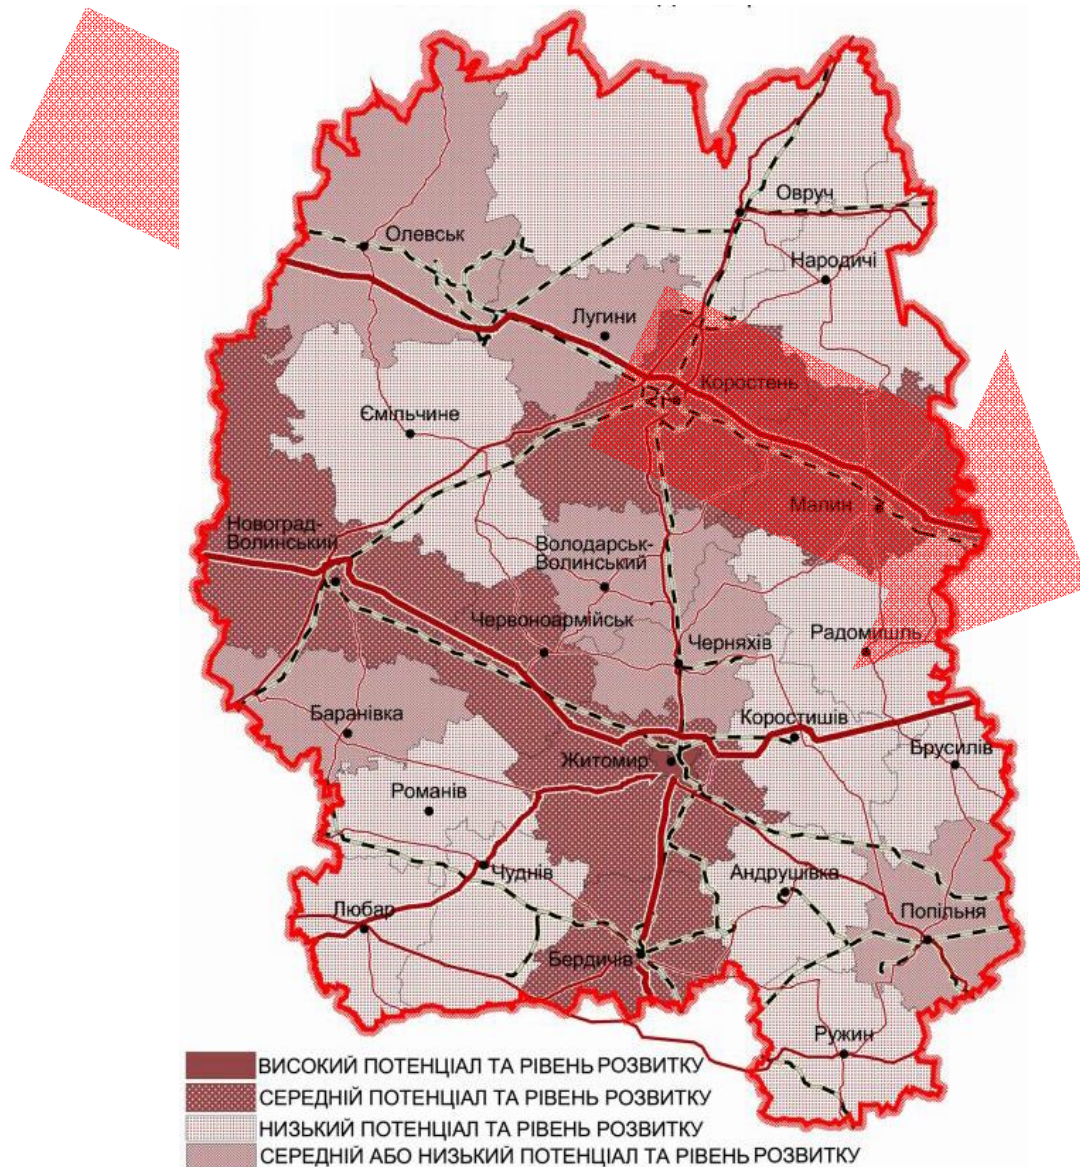 Овруч
Народичі
Олевськ
Лугини
Коростень
Ємільчине
Малин
Новоград-
Волинський
Володарськ-
Волинський
Червоноармійськ
Черняхів
Радомишль
Баранівка
Коростишів
Брусилів
Житомир
Романів
Чуднів
Андрушівка
Любар
Попільня
Бердичів
Ружин
ВИСОКИЙ ПОТЕНЦІАЛ ТА РІВЕНЬ РОЗВИТКУ
СЕРЕДНІЙ ПОТЕНЦІАЛ ТА РІВЕНЬ РОЗВИТКУ
НИЗЬКИЙ ПОТЕНЦІАЛ ТА РІВЕНЬ РОЗВИТКУ
СЕРЕДНІЙ АБО НИЗЬКИЙ ПОТЕНЦІАЛ ТА РІВЕНЬ РОЗВИТКУ